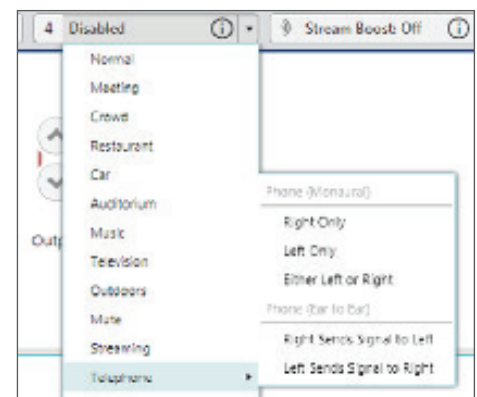 4 Disabled
Stream Boost: Off
Normal
Meeting
Crowd
Restaurant
Car
Auditorium
Music
Television
Outdoors
Mute
Streaming
Telephone
Outp
Phone (Monaural)
Right Only
Left Only
Either Left or Right
Phone (Ear to Ear)
Right Sends Signal to Left
Left Sends Signal to Right